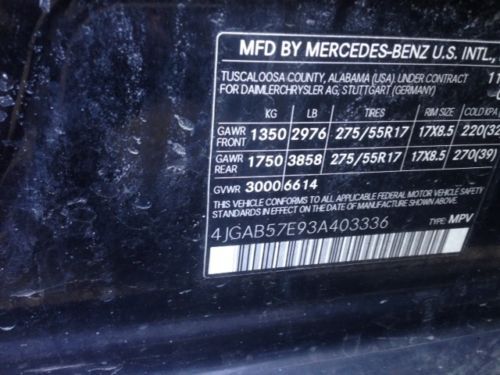 MFD BY MERCEDES-BENZ U.S. INTL.,
TUSCALOOSA COUNTY, ALABAMA (USA). UNDER CONTRACT 11
FOR DAIMLERCHRYSLER AG, STUTTGART (GERMANY)
KG LB TIRES RIM SIZE COLD KPA
GAWR FRONT 1350 2976 275/55R17 17X8.5 220(32
GAWR REAR 1750 3858 275/55R17 17X8.5 270(39)
GVWR 3000 6614
THIS VEHICLE CONFORMS TO ALL APPLICABLE FEDERAL MOTOR VEHICLE SAFETY
STANDARDS IN EFFECT ON THE DATE OF MANUFACTURE SHOWN ABOVE.
4JGAB57E93A403336 TYPE: MPV